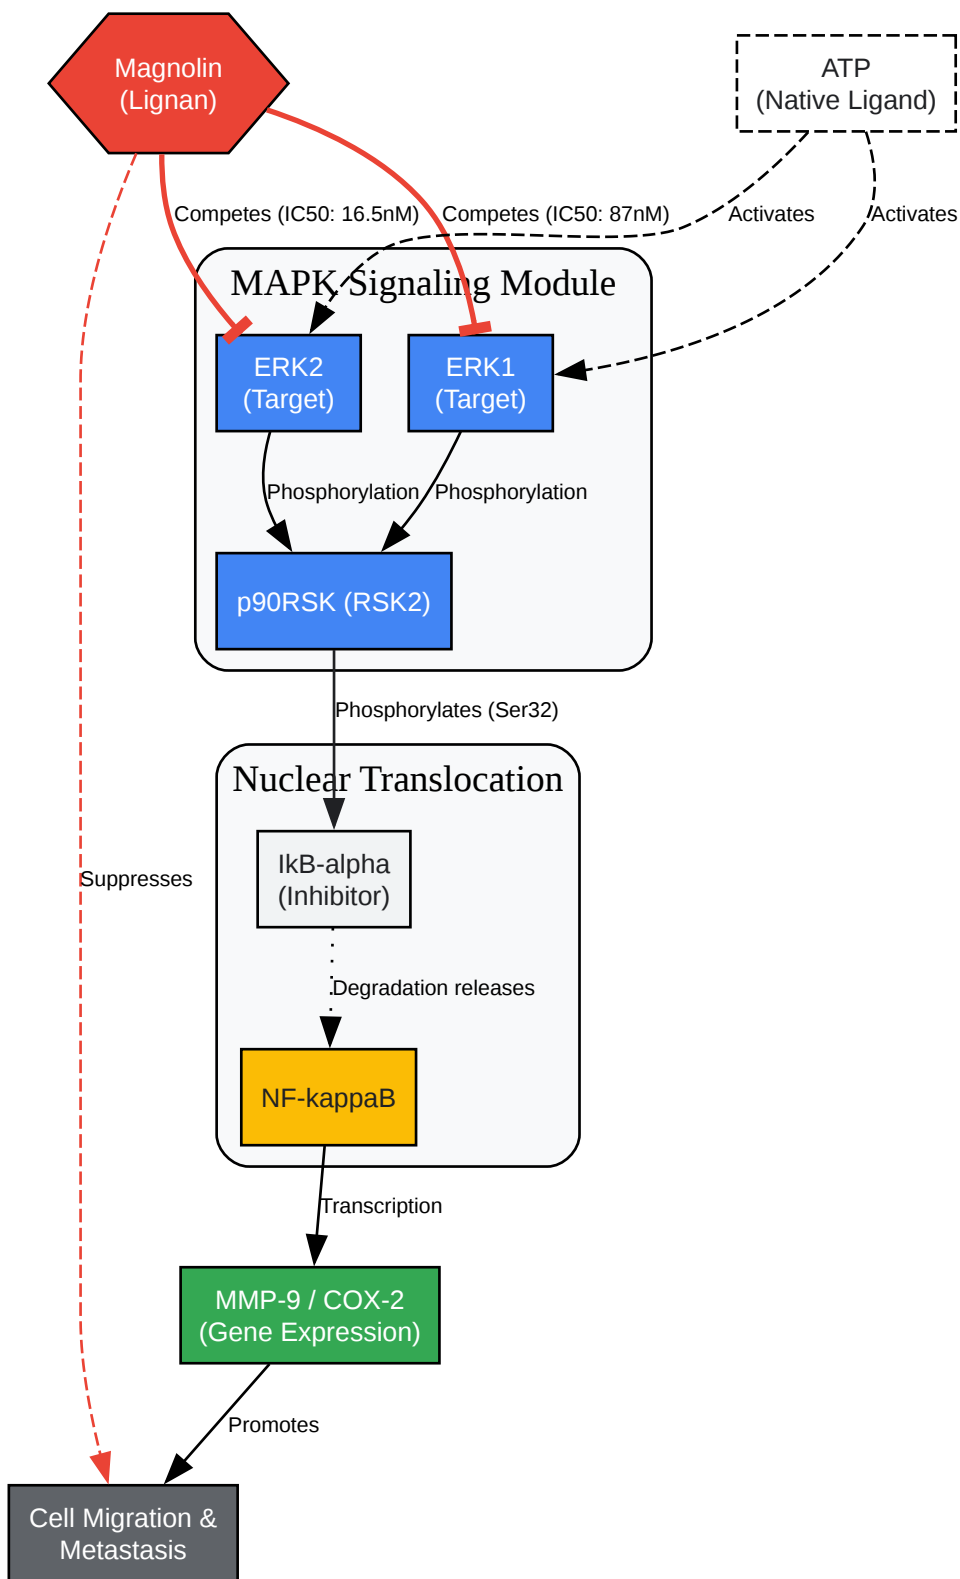 Magnolin
(Lignan)
ATP
(Native Ligand)
Competes (IC50: 16.5nM)
Competes (IC50: 87nM)
Activates
Activates
MAPK Signaling Module
ERK2
(Target)
ERK1
(Target)
Phosphorylation
Phosphorylation
p90RSK (RSK2)
Phosphorylates (Ser32)
Nuclear Translocation
IkB-alpha
(Inhibitor)
Suppresses
Degradation releases
NF-kappaB
Transcription
MMP-9 / COX-2
(Gene Expression)
Promotes
Cell Migration &
Metastasis